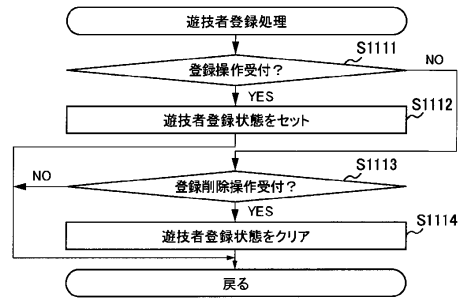 遊技者登録処理
S1111
登録操作受付？
NO
YES
S1112
遊技者登録状態をセット
S1113
NO
登録削除操作受付？
YES
S1114
遊技者登録状態をクリア
戻る